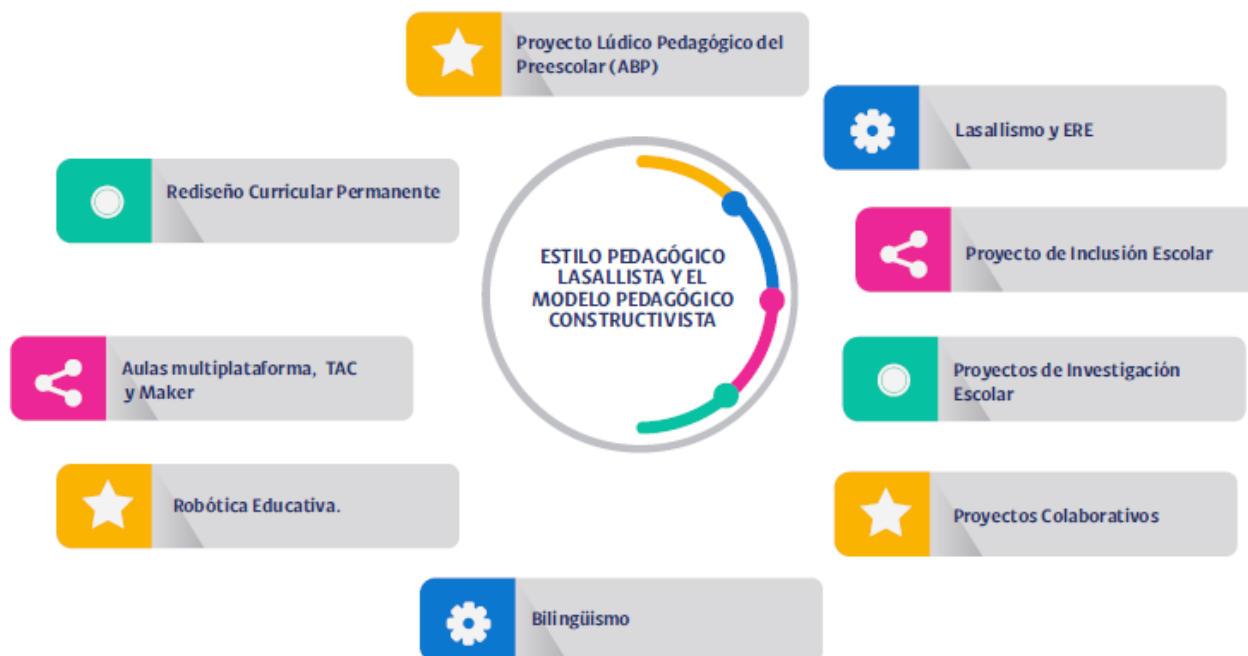 Proyecto Lúdico Pedagógico del
Preescolar (ABP)
Lasallismo y ERE
Rediseño Curricular Permanente
Proyecto de Inclusión Escolar
ESTILO PEDAGÓGICO
LASALLISTA Y EL
MODELO PEDAGÓGICO
CONSTRUCTIVISTA
Aulas multiplataforma, TAC
y Maker
Proyectos de Investigación
Escolar
Robótica Educativa.
Proyectos Colaborativos
Bilingüismo